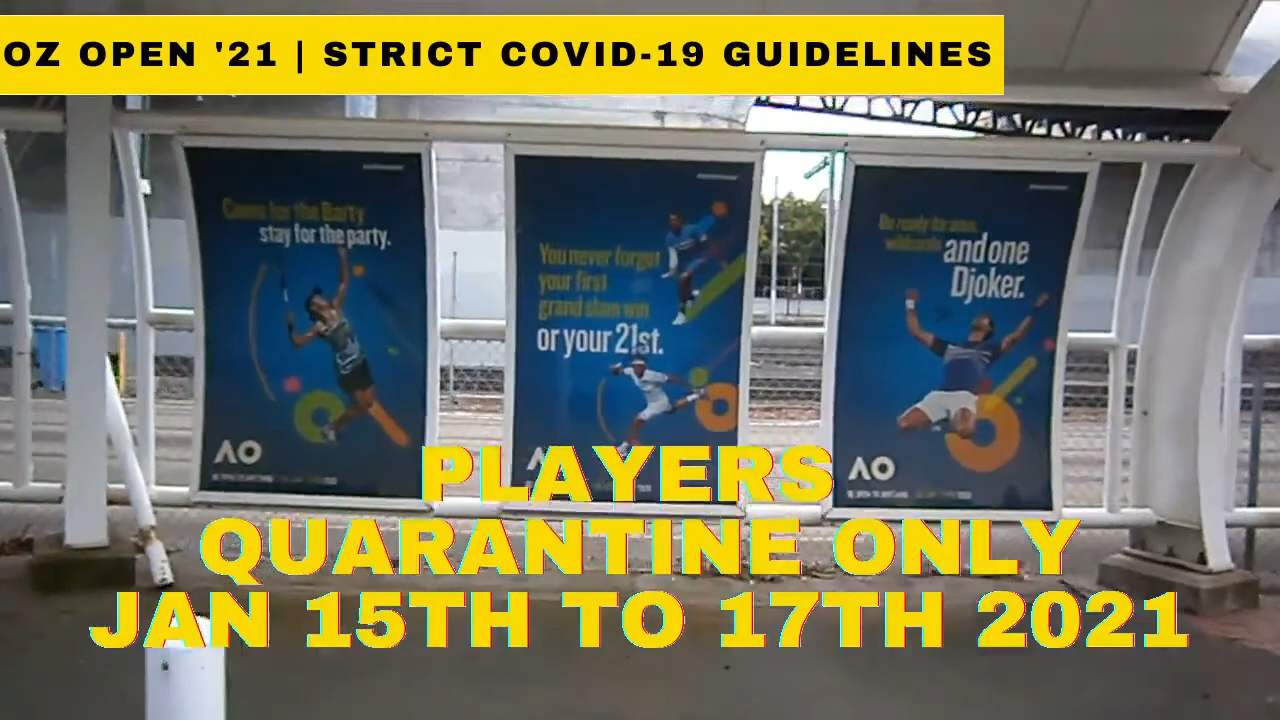 OZ OPEN '21 | STRICT COVID-19 GUIDELINES
Come for the Barty
stay for the party.
AO
You never forget
your first
grand slam win
or your 21st.
and one
Djoker.
AO
PLAYERS
QUARANTINE ONLY
JAN 15TH TO 17TH 2021